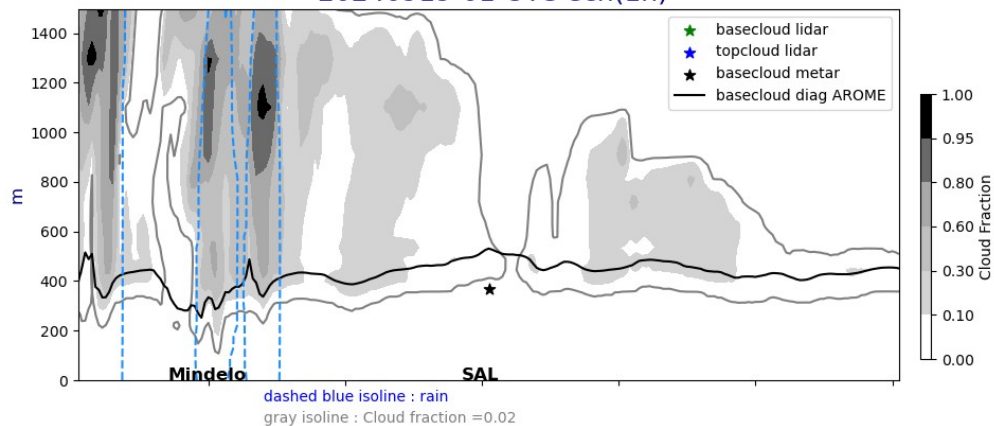 basecloud lidar
topcloud lidar
basecloud metar
basecloud diag AROME
1400
1200
1000
800
600
400
200
0
m
Mindelo
SAL
1.00
0.95
0.80
0.60
0.30
0.10
0.00
Cloud Fraction
dashed blue isoline : rain
gray isoline : Cloud fraction =0.02